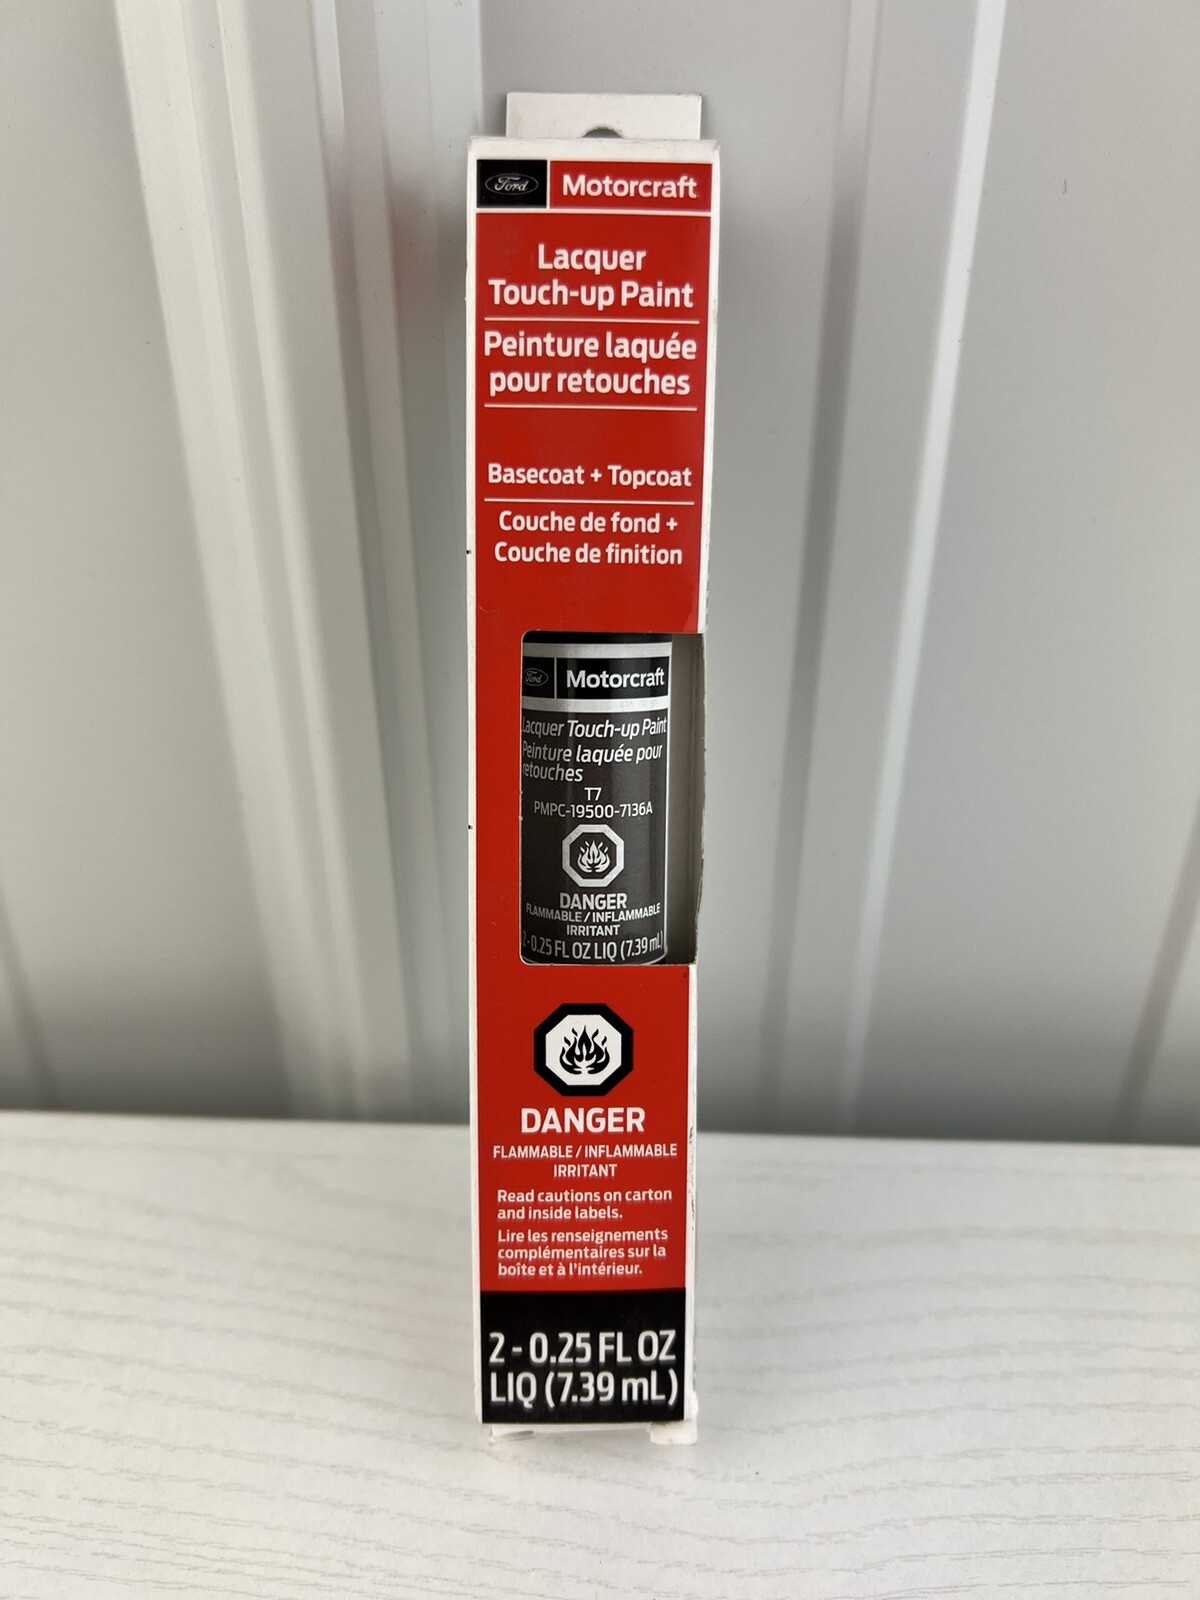 Ford Motorcraft
Lacquer
Touch-up Paint
Peinture laquée
pour retouches
Basecoat + Topcoat
Couche de fond +
Couche de finition
Ford Motorcraft
Lacquer Touch-up Paint
Peinture laquée pour
retouches
T7
PMPC-19500-7136A
DANGER
FLAMMABLE / INFLAMMABLE
IRRITANT
2-0.25 FL OZ LIQ (7.39 mL)
DANGER
FLAMMABLE / INFLAMMABLE
IRRITANT
Read cautions on carton
and inside labels.
Lire les renseignements
complémentaires sur la
boîte et à l'intérieur.
2 - 0.25 FL OZ
LIQ (7.39 mL)